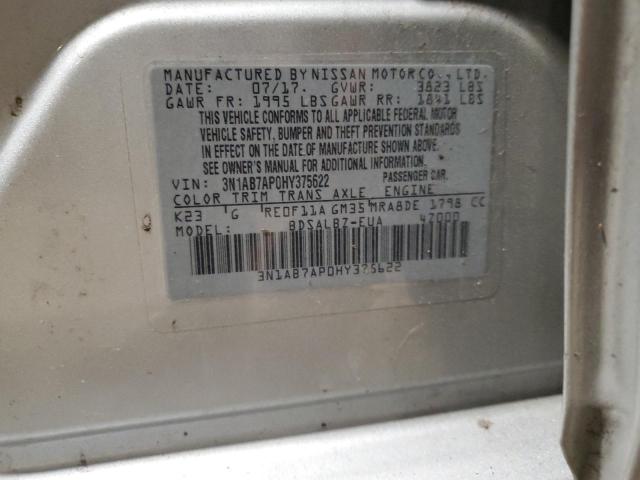 MANUFACTURED BY NISSAN MOTOR CO., LTD.
DATE: 07/17. GVWR: 3823 LBS
GAWR FR: 1995 LBS GAWR RR: 1841 LBS
THIS VEHICLE CONFORMS TO ALL APPLICABLE FEDERAL MOTOR
VEHICLE SAFETY, BUMPER AND THEFT PREVENTION STANDARDS
IN EFFECT ON THE DATE OF MANUFACTURE SHOWN ABOVE.
SEE OWNER'S MANUAL FOR ADDITIONAL INFORMATION.
VIN: 3N1AB7AP0HY375622 PASSENGER CAR.
COLOR TRIM TRANS AXLE ENGINE
K23 G RE0F11A GM35 MRA8DE 1798 CC
MODEL: BDSALBZ-EUA 47000
3N1AB7AP0HY375622